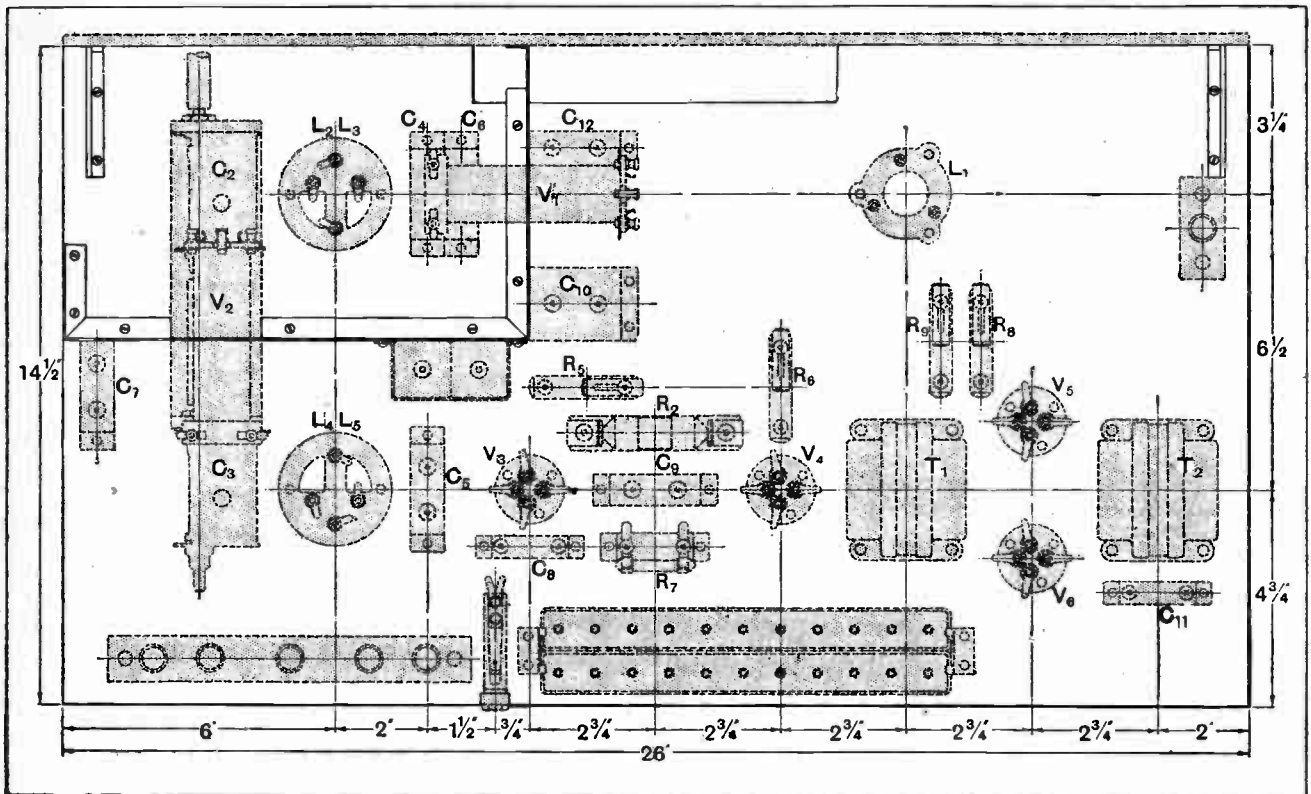 L₂ L₃
C₄
C₆
C₁₂
3¼"
C₂
V₁
L₁
V₂
C₁₀
R₉
R₈
14½"
6½"
C₇
R₅
R₆
V₅
R₂
L₄ L₅
V₃
C₉
V₄
T₁
T₂
C₃
C₅
C₈
R₇
V₆
C₁₁
4¾"
6"
2"
1½"
¾"
2¾"
2¾"
2¾"
2¾"
2¾"
2"
26"